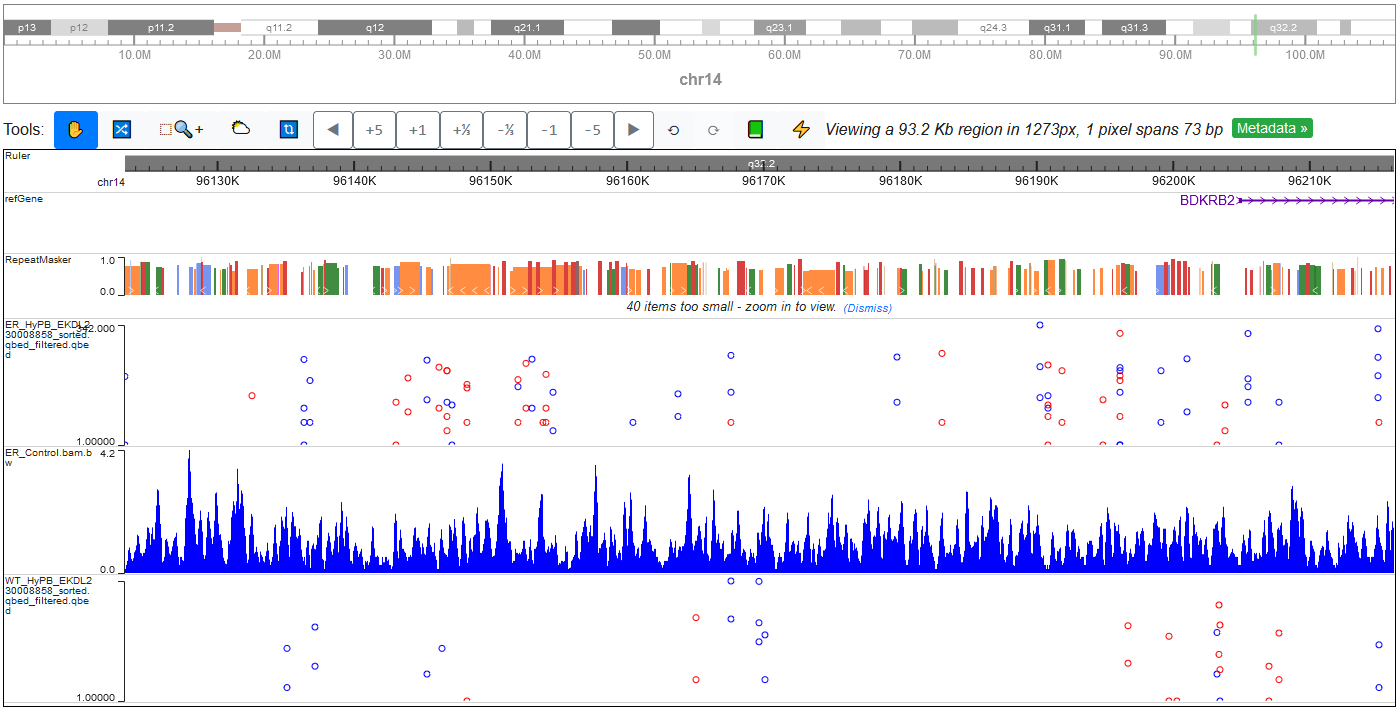 p13 p12 p11.2 q11.2 q12 q21.1 q23.1 q24.3 q31.1 q31.3 q32.2
10.0M 20.0M 30.0M 40.0M 50.0M 60.0M 70.0M 80.0M 90.0M 100.0M
chr14
Tools: + +5 +1 +⅓ -⅓ -1 -5 Viewing a 93.2 Kb region in 1273px, 1 pixel spans 73 bp Metadata »
Ruler
q32.2
chr14 96130K 96140K 96150K 96160K 96170K 96180K 96190K 96200K 96210K
refGene
BDKRB2
RepeatMasker 1.0
0.0
40 items too small - zoom in to view. (Dismiss)
ER_HyPB_EKDL2
30008858_sorted.
qbed_filtered.qbe
d
1.00000
ER_Control.bam.b
w
4.2
0.0
WT_HyPB_EKDL2
30008858_sorted.
qbed_filtered.qbe
d
1.00000